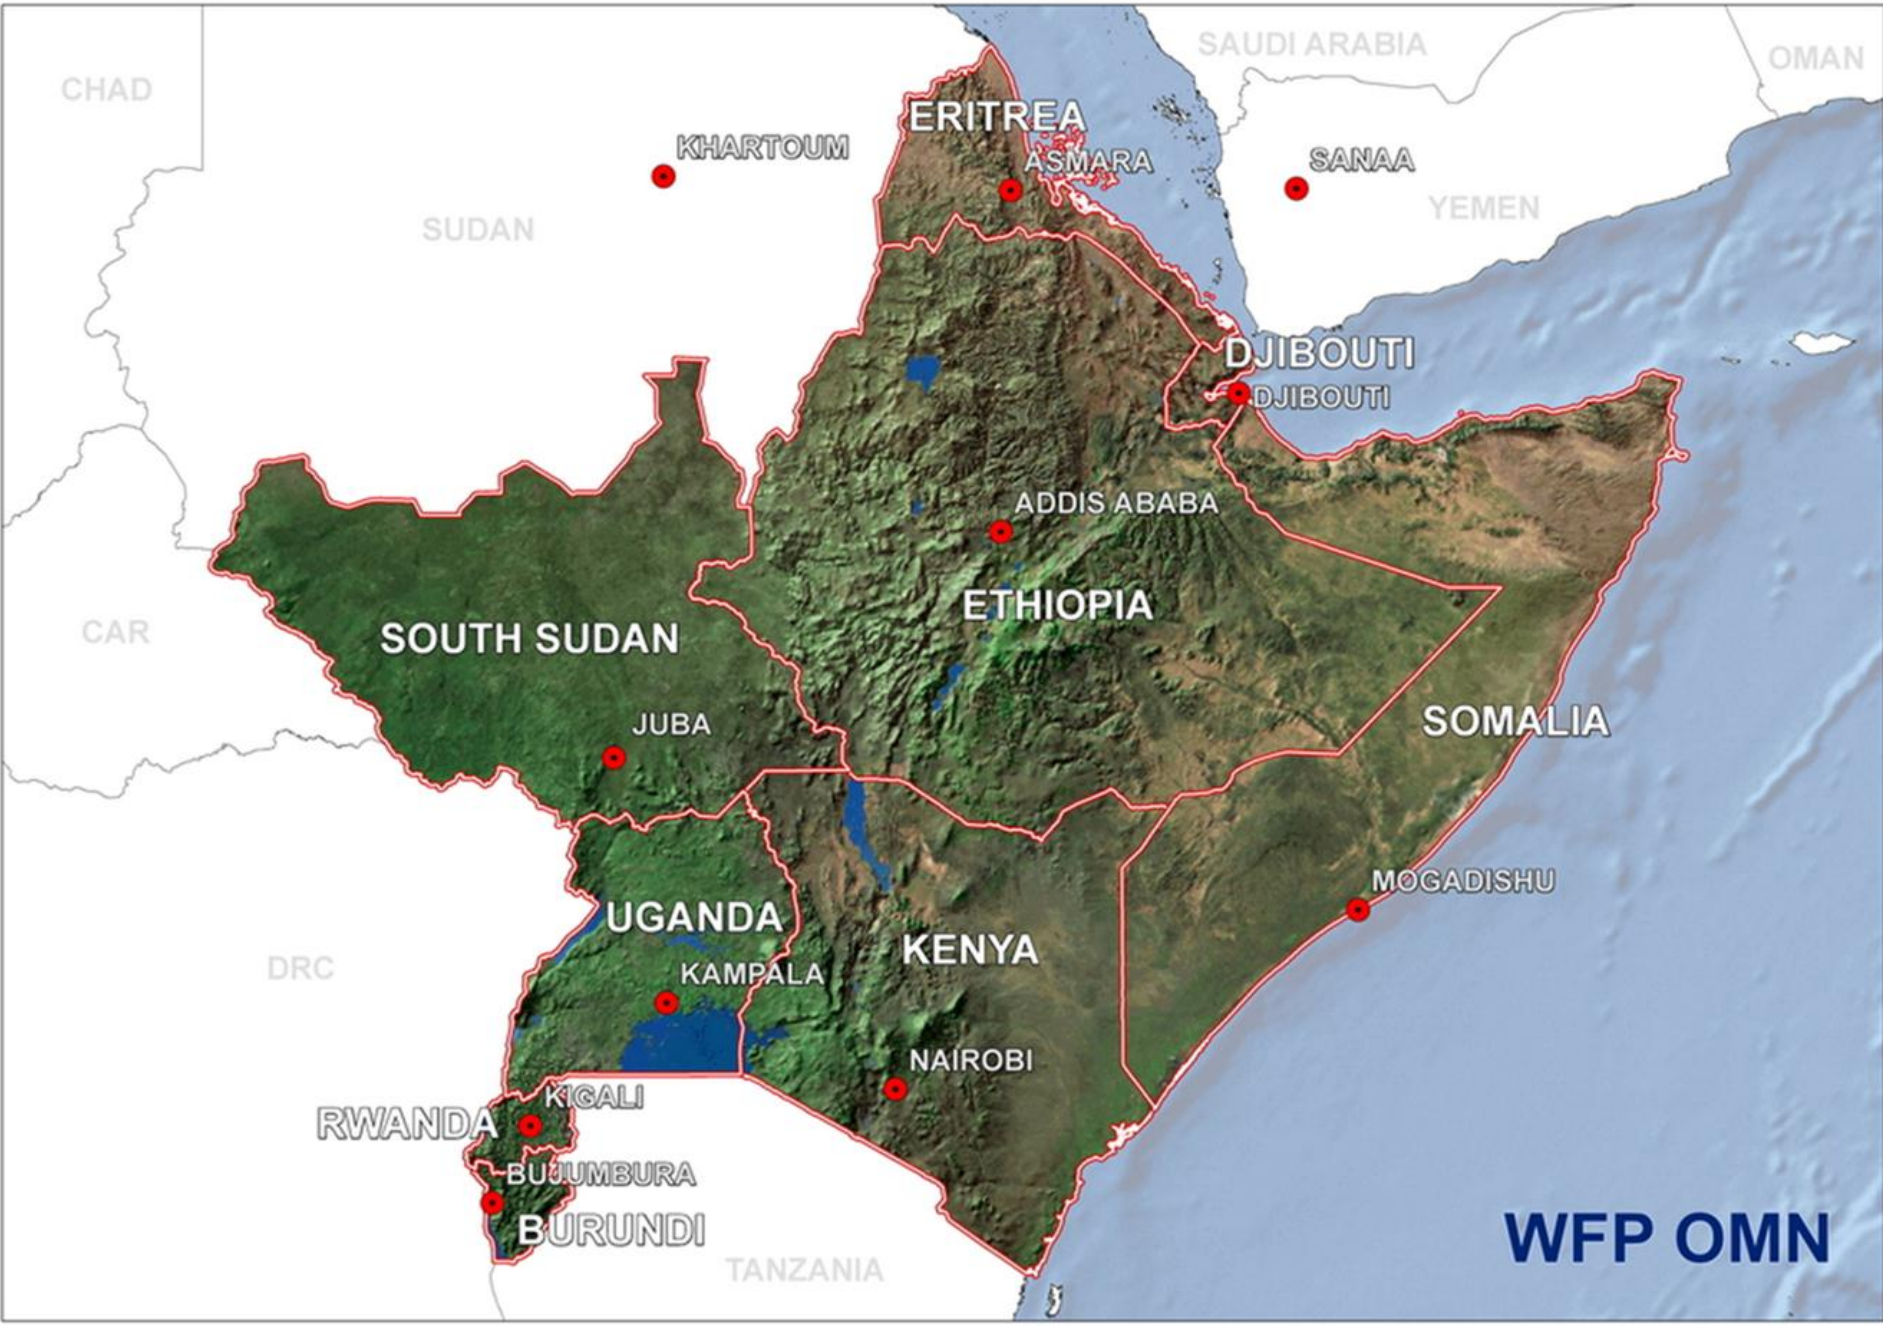 SAUDI ARABIA
OMAN
CHAD
ERITREA
KHARTOUM
ASMARA
SANAA
SUDAN
YEMEN
DJIBOUTI
DJIBOUTI
ADDIS ABABA
ETHIOPIA
CAR
SOUTH SUDAN
JUBA
SOMALIA
MOGADISHU
UGANDA
KENYA
DRC
KAMPALA
NAIROBI
KIGALI
RWANDA
BUJUMBURA
BURUNDI
WFP OMN
TANZANIA